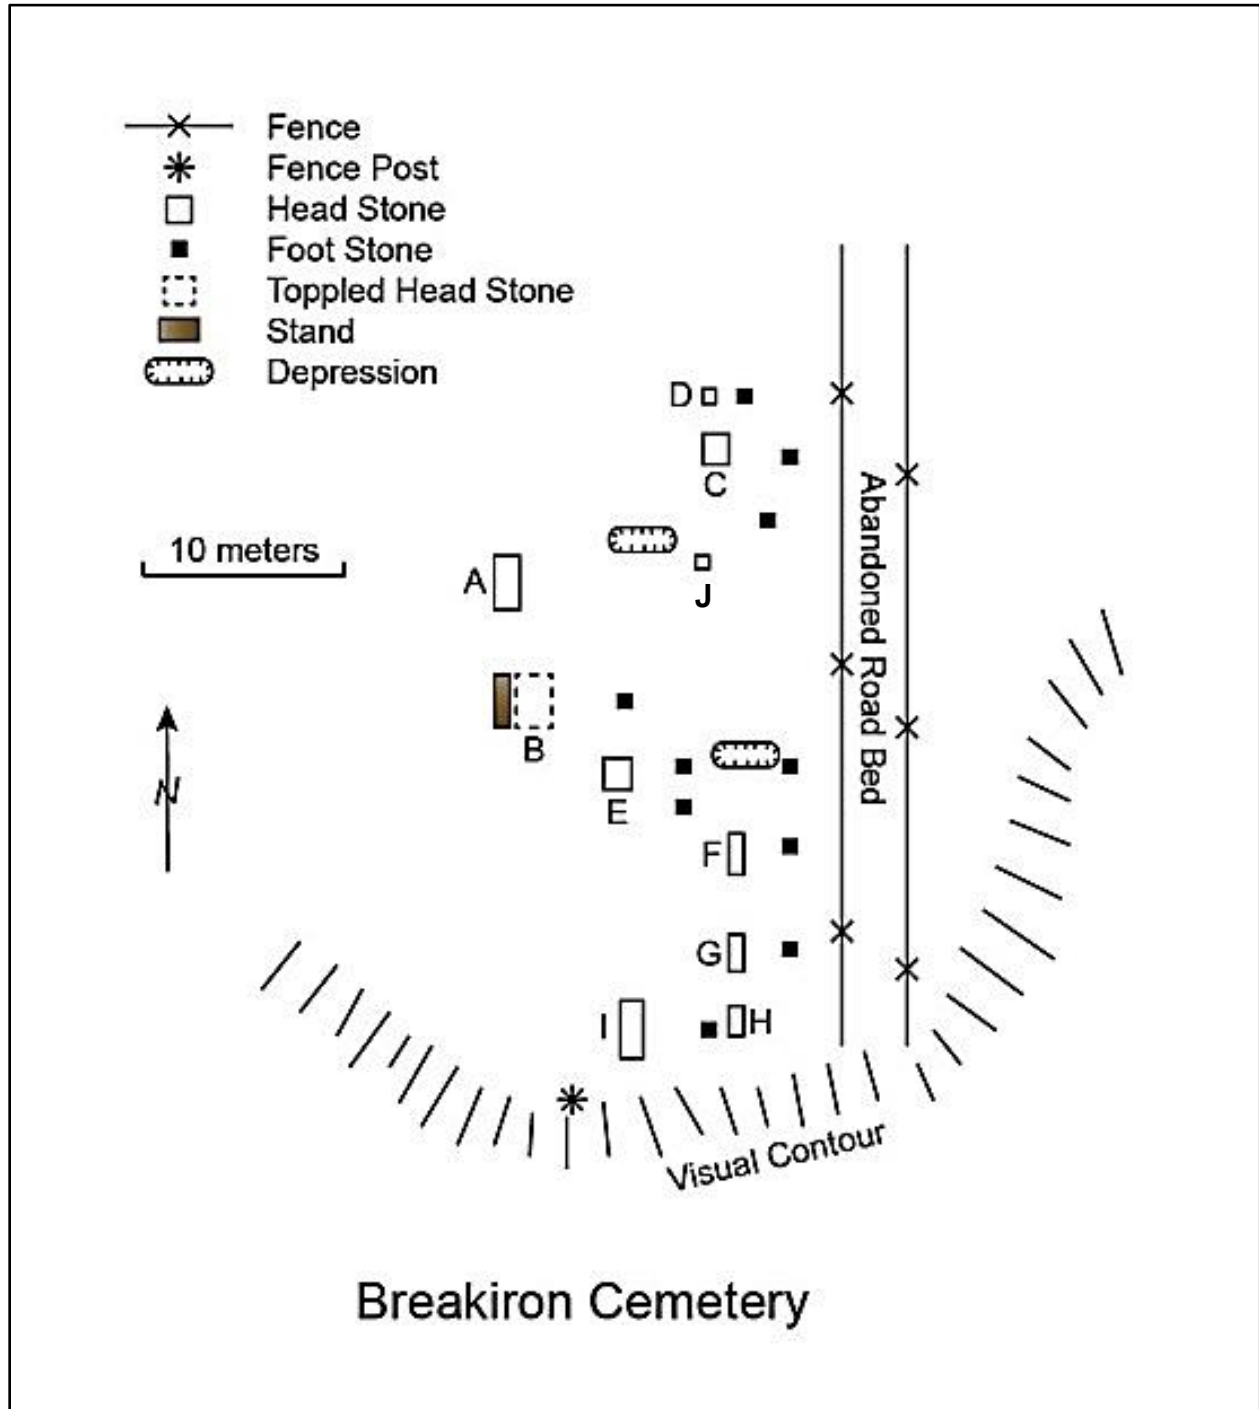 Fence
Fence Post
Head Stone
Foot Stone
Toppled Head Stone
Stand
Depression
D
C
10 meters
A
J
Abandoned Road Bed
B
N
E
F
G
I
H
Visual Contour
Breakiron Cemetery